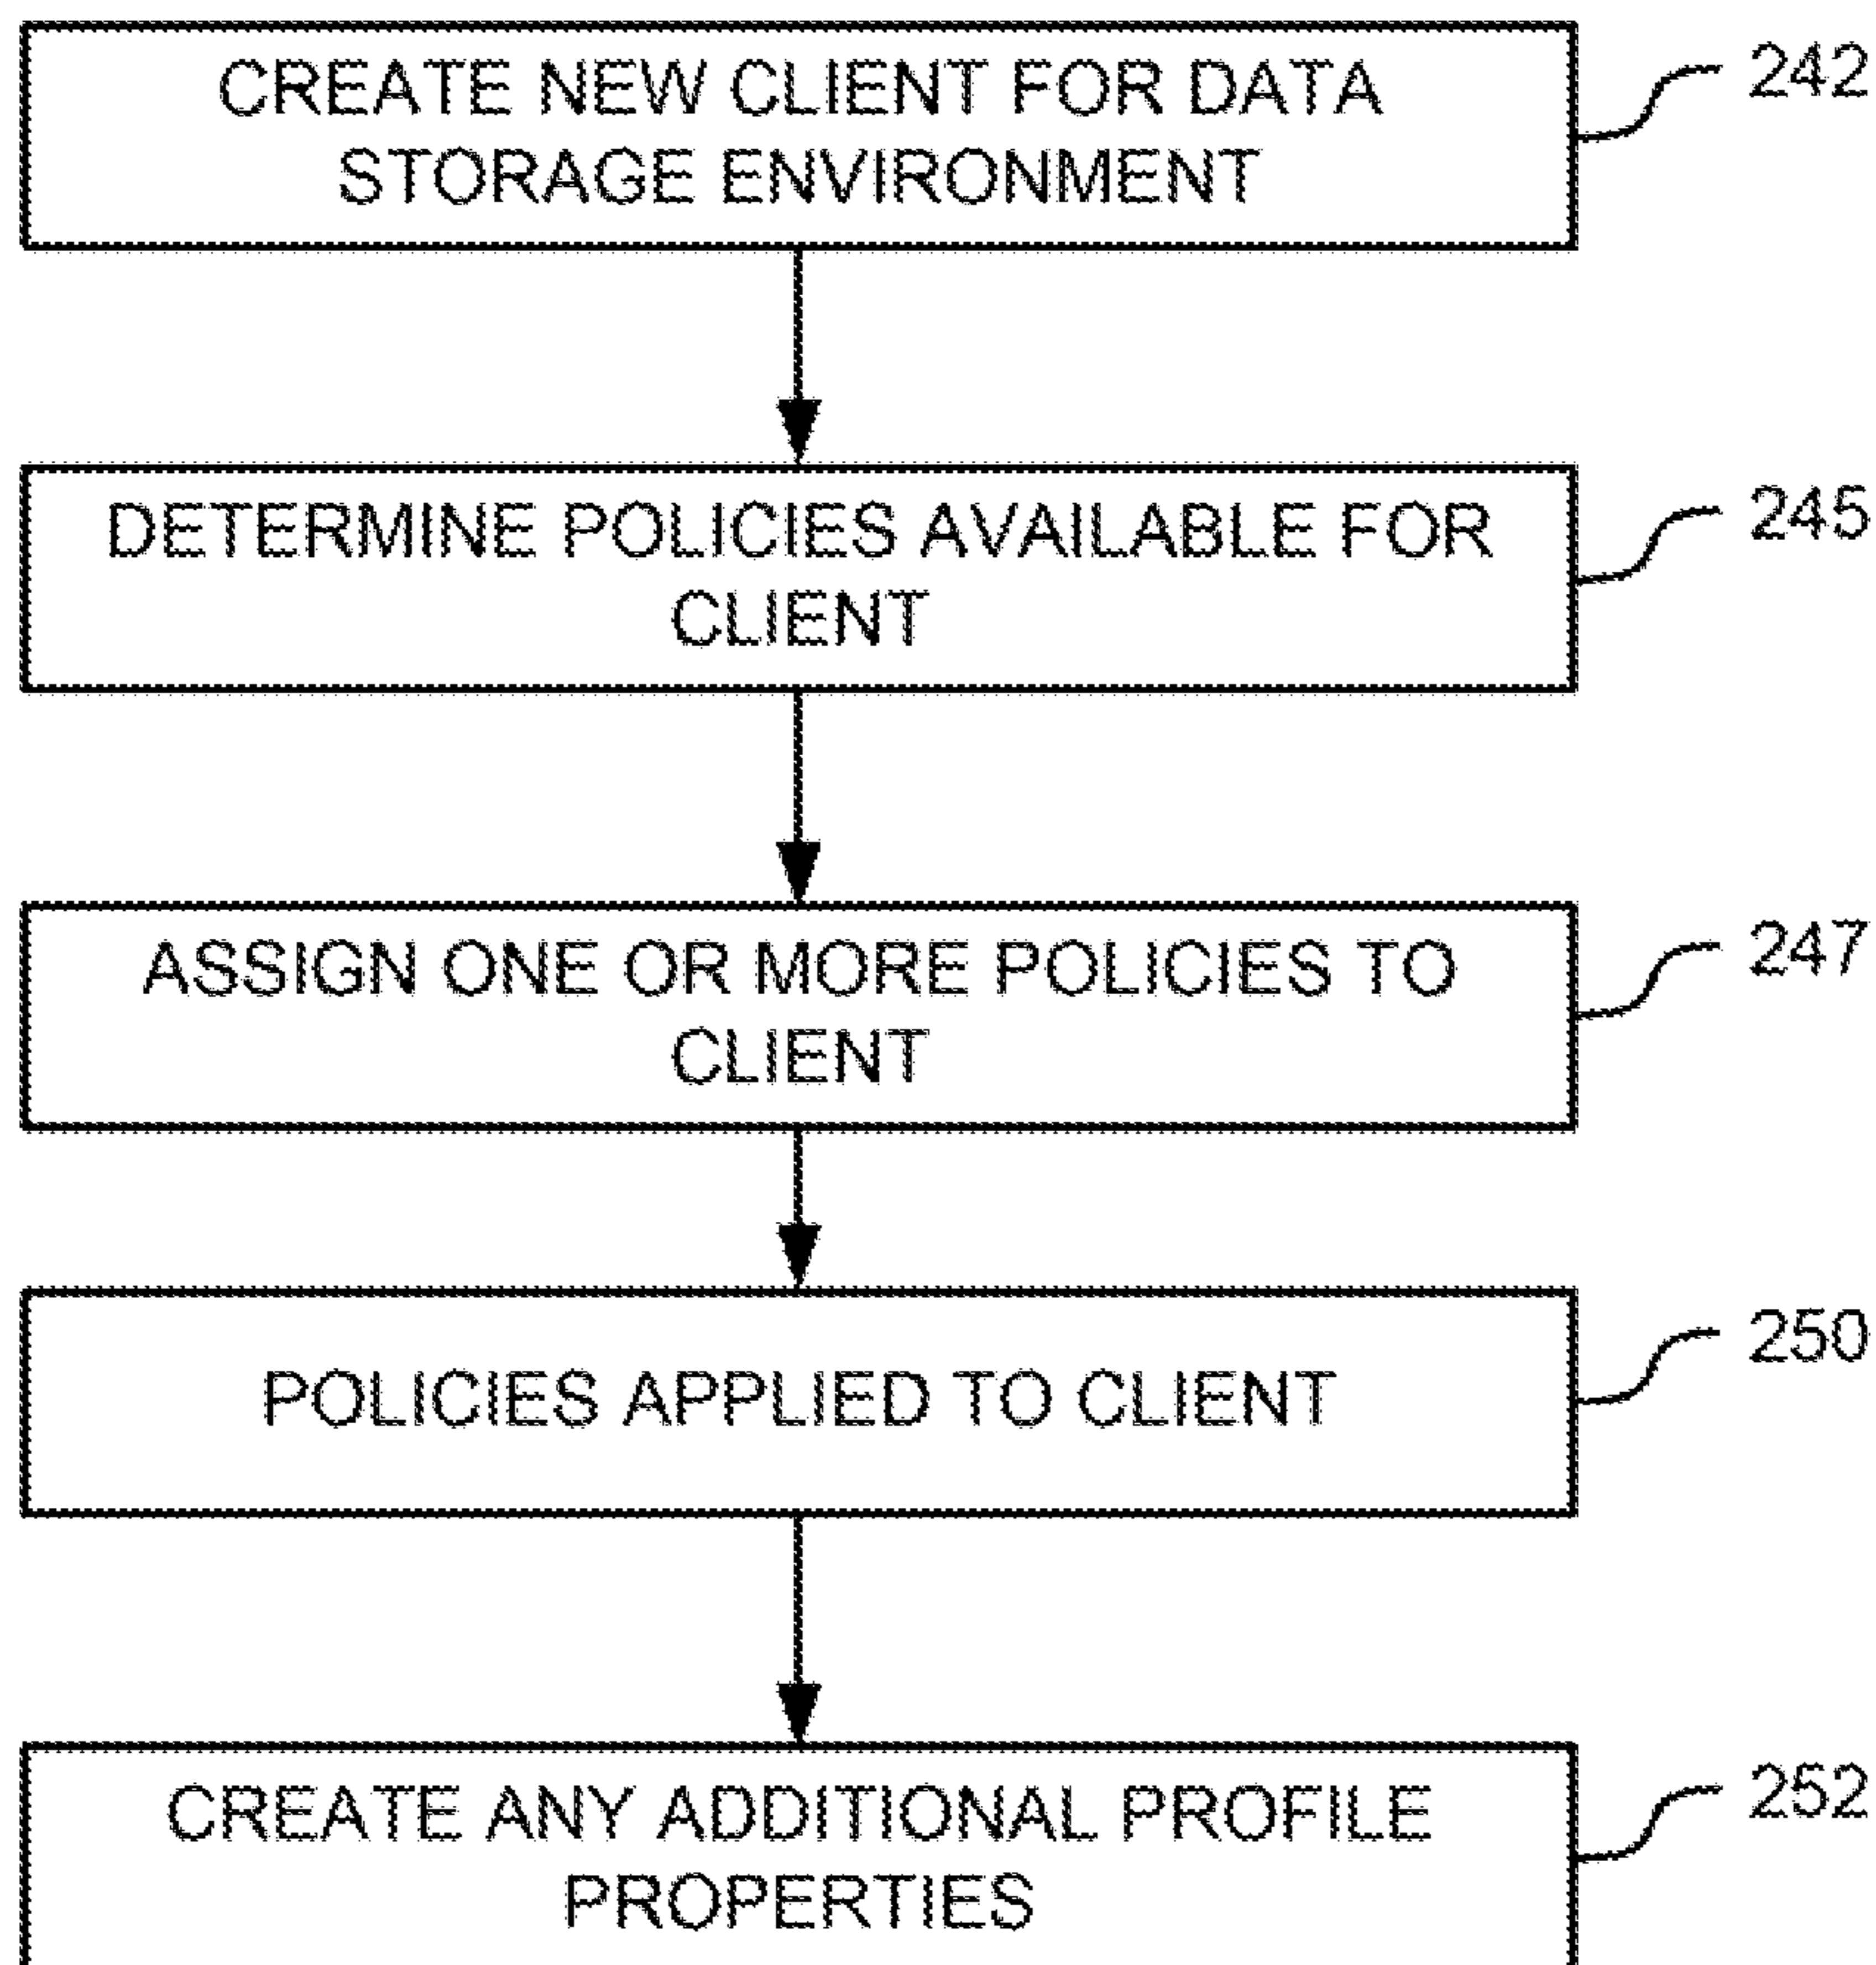 CREATE NEW CLIENT FOR DATA
STORAGE ENVIRONMENT
242
DETERMINE POLICIES AVAILABLE FOR
CLIENT
245
ASSIGN ONE OR MORE POLICIES TO
CLIENT
247
POLICIES APPLIED TO CLIENT
250
CREATE ANY ADDITIONAL PROFILE
PROPERTIES
252